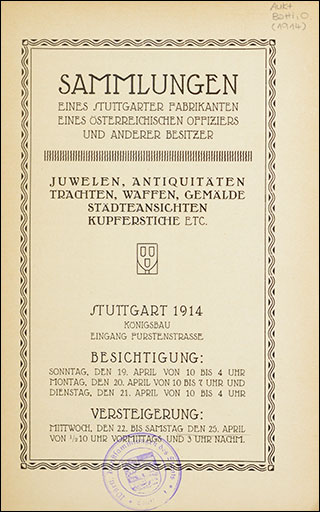 Aukt
Bottl, O
(1914)
SAMMLUNGEN
EINES STUTTGARTER FABRIKANTEN
EINES ÖSTERREICHISCHEN OFFIZIERS
UND ANDERER BESITZER
JUWELEN, ANTIQUITÄTEN
TRACHTEN, WAFFEN, GEMÄLDE
STÄDTEANSICHTEN
KUPFERSTICHE ETC.
STUTTGART 1914
KÖNIGSBAU
EINGANG FÜRSTENSTRASSE
BESICHTIGUNG:
SONNTAG, DEN 19. APRIL VON 10 BIS 4 UHR
MONTAG, DEN 20. APRIL VON 10 BIS 7 UHR UND
DIENSTAG, DEN 21. APRIL VON 10 BIS 4 UHR
VERSTEIGERUNG:
MITTWOCH, DEN 22. BIS SAMSTAG DEN 25. APRIL
VON ½10 UHR VORMITTAGS UND 3 UHR NACHM.